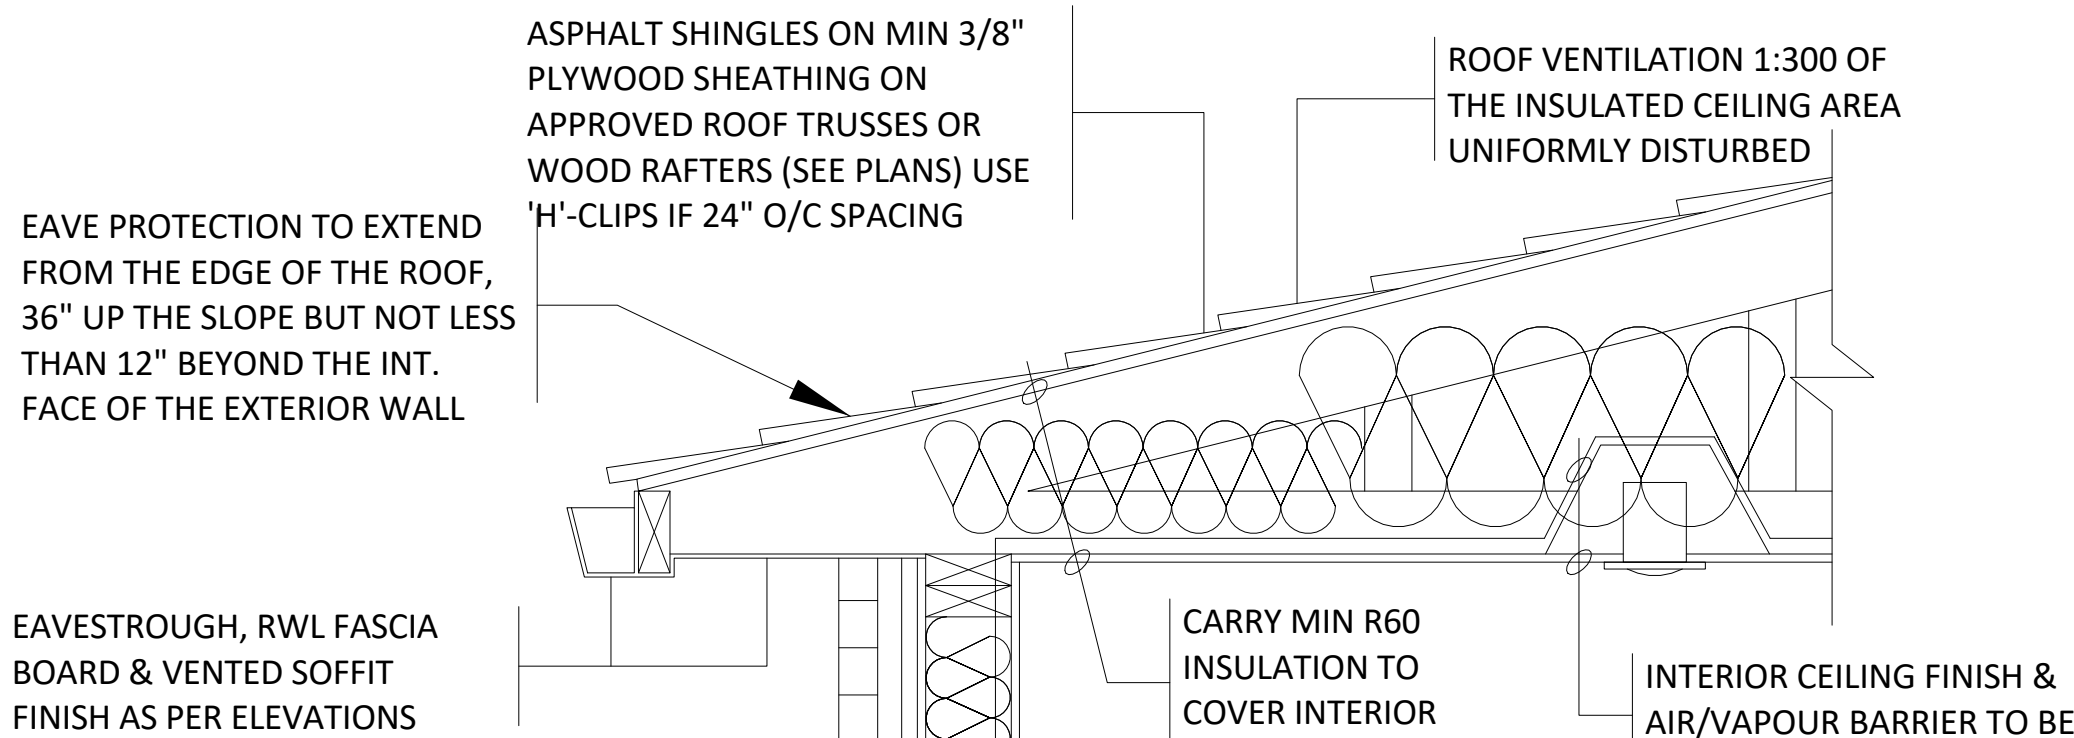 ASPHALT SHINGLES ON MIN 3/8"
PLYWOOD SHEATHING ON
APPROVED ROOF TRUSSES OR
WOOD RAFTERS (SEE PLANS) USE
'H'-CLIPS IF 24" O/C SPACING
ROOF VENTILATION 1:300 OF
THE INSULATED CEILING AREA
UNIFORMLY DISTURBED
EAVE PROTECTION TO EXTEND
FROM THE EDGE OF THE ROOF,
36" UP THE SLOPE BUT NOT LESS
THAN 12" BEYOND THE INT.
FACE OF THE EXTERIOR WALL
EAVESTROUGH, RWL FASCIA
BOARD & VENTED SOFFIT
FINISH AS PER ELEVATIONS
CARRY MIN R60
INSULATION TO
COVER INTERIOR
INTERIOR CEILING FINISH &
AIR/VAPOUR BARRIER TO BE